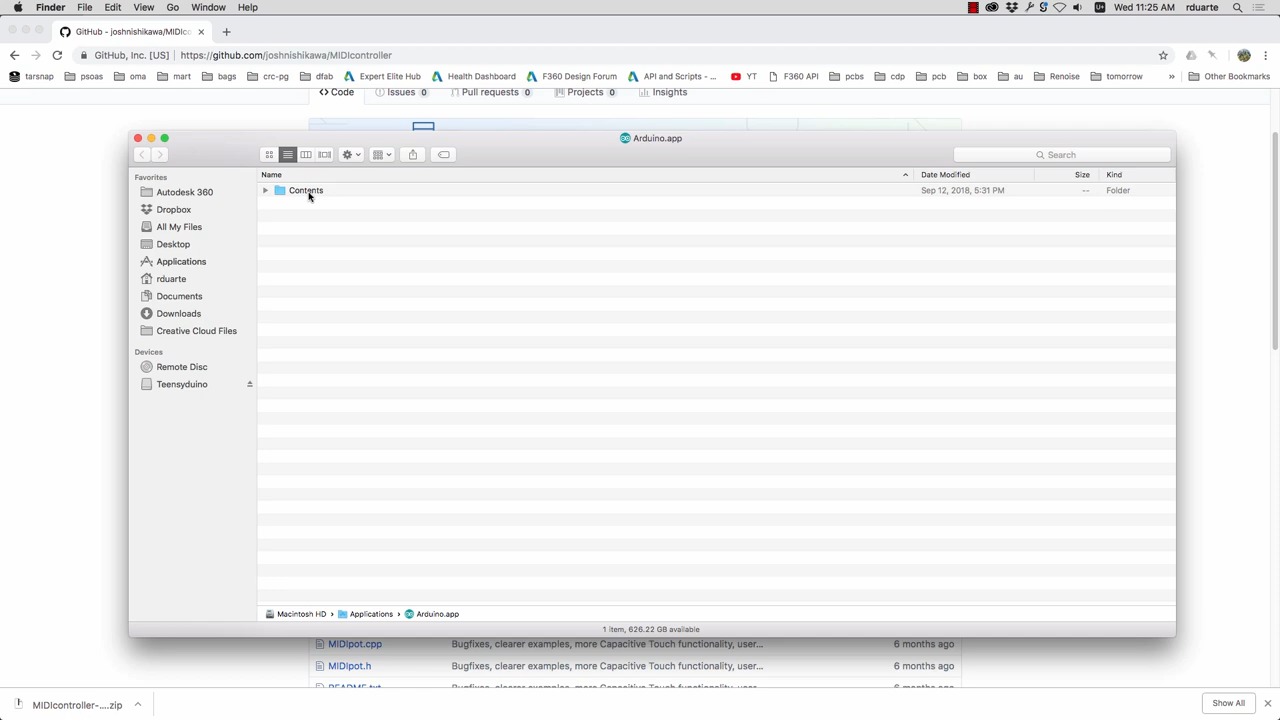 Finder File Edit View Go Window Help Wed 11:25 AM rduarte
GitHub - joshnishikawa/MIDIco
GitHub, Inc. [US] https://github.com/joshnishikawa/MIDIcontroller
tarsnap psoas oma mart bags crc-pg dfab Expert Elite Hub Health Dashboard F360 Design Forum API and Scripts - ... YT F360 API pcbs cdp pcb box au Renoise tomorrow » Other Bookmarks
Code Issues 0 Pull requests 0 Projects 0 Insights
Arduino.app
Search
Favorites
Name Date Modified Size Kind
Contents Sep 12, 2018, 5:31 PM -- Folder
Autodesk 360
Dropbox
All My Files
Desktop
Applications
rduarte
Documents
Downloads
Creative Cloud Files
Devices
Remote Disc
Teensyduino
Macintosh HD › Applications › Arduino.app
1 item, 626.22 GB available
MIDIpot.cpp Bugfixes, clearer examples, more Capacitive Touch functionality, user... 6 months ago
MIDIpot.h Bugfixes, clearer examples, more Capacitive Touch functionality, user... 6 months ago
README.txt
MIDIcontroller-....zip Show All